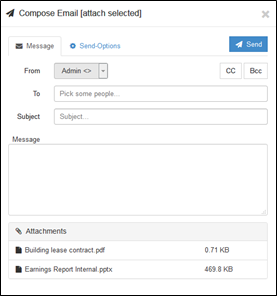 Compose Email [attach selected]
Message Send-Options Send
From Admin <> CC Bcc
To Pick some people...
Subject Subject...
Message
Attachments
Building lease contract.pdf 0.71 KB
Earnings Report Internal.pptx 469.8 KB